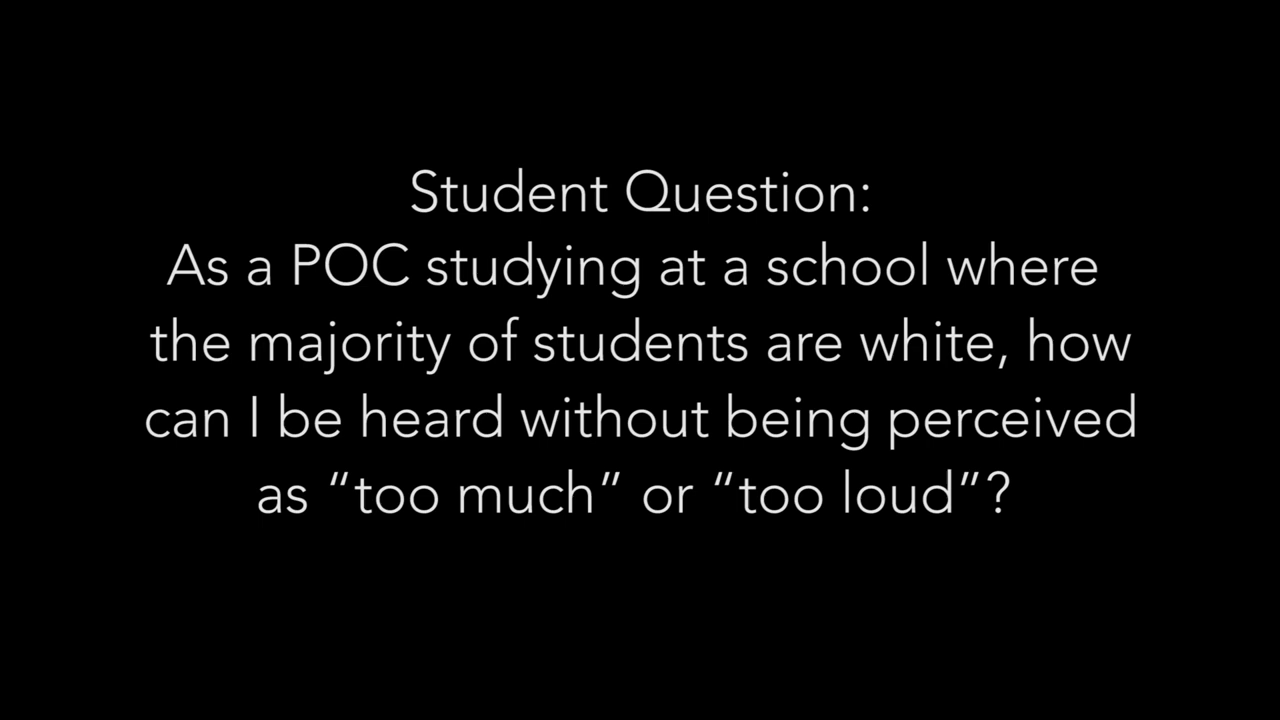 Student Question:
As a POC studying at a school where
the majority of students are white, how
can I be heard without being perceived
as “too much” or “too loud”?